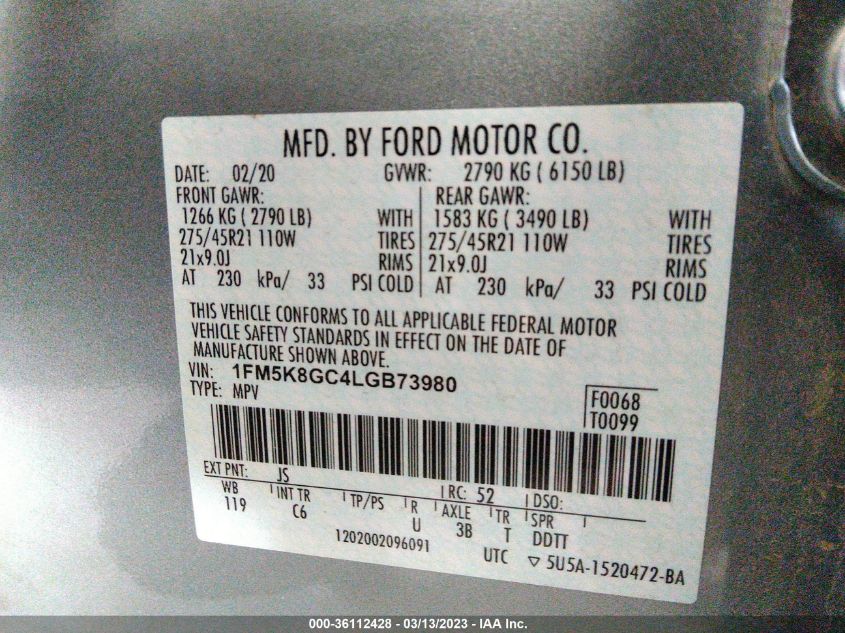 MFD. BY FORD MOTOR CO.
DATE: 02/20 GVWR: 2790 KG ( 6150 LB)
FRONT GAWR: REAR GAWR:
1266 KG ( 2790 LB) WITH 1583 KG ( 3490 LB) WITH
275/45R21 110W TIRES 275/45R21 110W TIRES
21x9.0J RIMS 21x9.0J RIMS
AT 230 kPa/ 33 PSI COLD AT 230 kPa/ 33 PSI COLD
THIS VEHICLE CONFORMS TO ALL APPLICABLE FEDERAL MOTOR
VEHICLE SAFETY STANDARDS IN EFFECT ON THE DATE OF
MANUFACTURE SHOWN ABOVE.
VIN: 1FM5K8GC4LGB73980
TYPE: MPV
F0068
T0099
EXT PNT: JS RC: 52 DSO:
WB INT TR TP/PS R AXLE TR SPR
119 C6 U 3B T DDTT
1202002096091
UTC ▽ 5U5A-1520472-BA
000-36112428 - 03/13/2023 - IAA Inc.